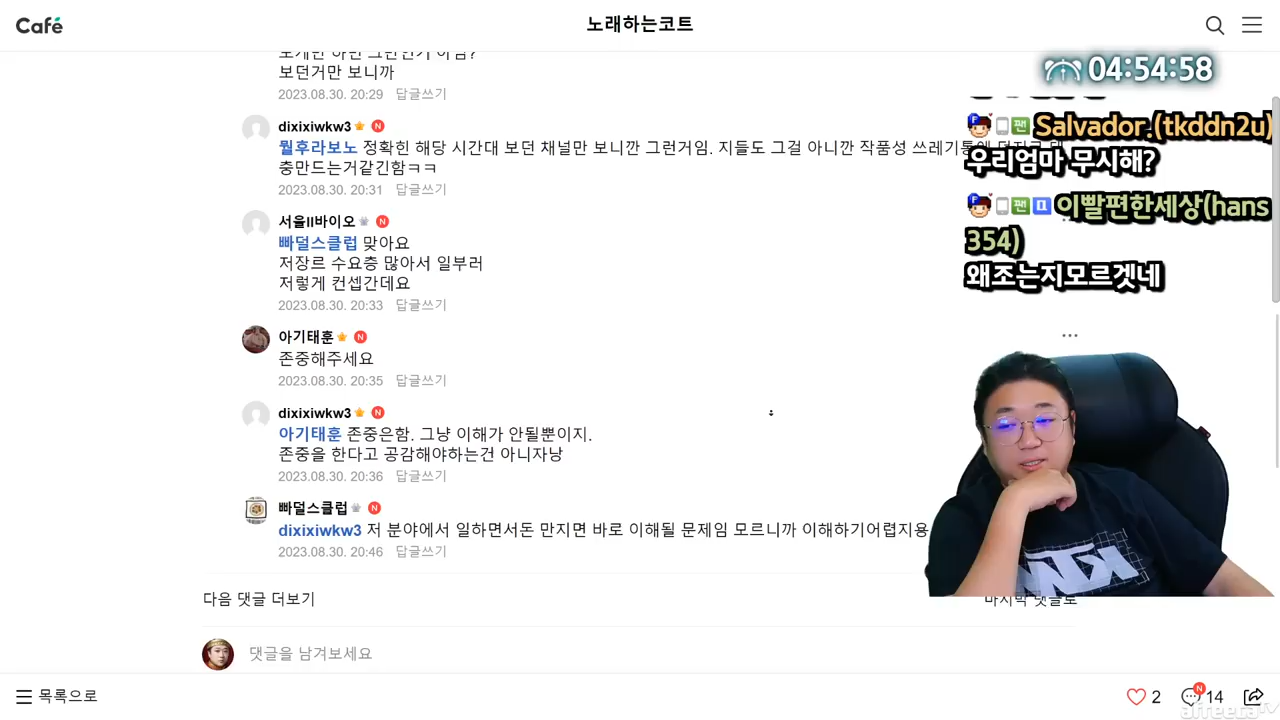 Café
노래하는코트
04:54:58
보던거만 보니까
2023.08.30. 20:29 답글쓰기
dixixiwkw3 N
뭘후라보노 정확힌 해당 시간대 보던 채널만 보니깐 그런거임. 지들도 그걸 아니깐 작품성 쓰레기통에
충만드는거같긴함ㅋㅋ
2023.08.30. 20:31 답글쓰기
서울II바이오 N
빠덜스클럽 맞아요
저장르 수요층 많아서 일부러
저렇게 컨셉간데요
2023.08.30. 20:33 답글쓰기
아기태훈 N
존중해주세요
2023.08.30. 20:35 답글쓰기
dixixiwkw3 N
아기태훈 존중은함. 그냥 이해가 안될뿐이지.
존중을 한다고 공감해야하는건 아니자낭
2023.08.30. 20:36 답글쓰기
빠덜스클럽 N
dixixiwkw3 저 분야에서 일하면서돈 만지면 바로 이해될 문제임 모르니까 이해하기어렵지용
2023.08.30. 20:46 답글쓰기
다음 댓글 더보기
마지막 댓글로
댓글을 남겨보세요
목록으로
2
N
14
afreecaTV
팬 Salvador.(tkddn2u)
우리엄마 무시해?
팬 이빨편한세상(hans
354)
왜조는지모르겟네
KTM